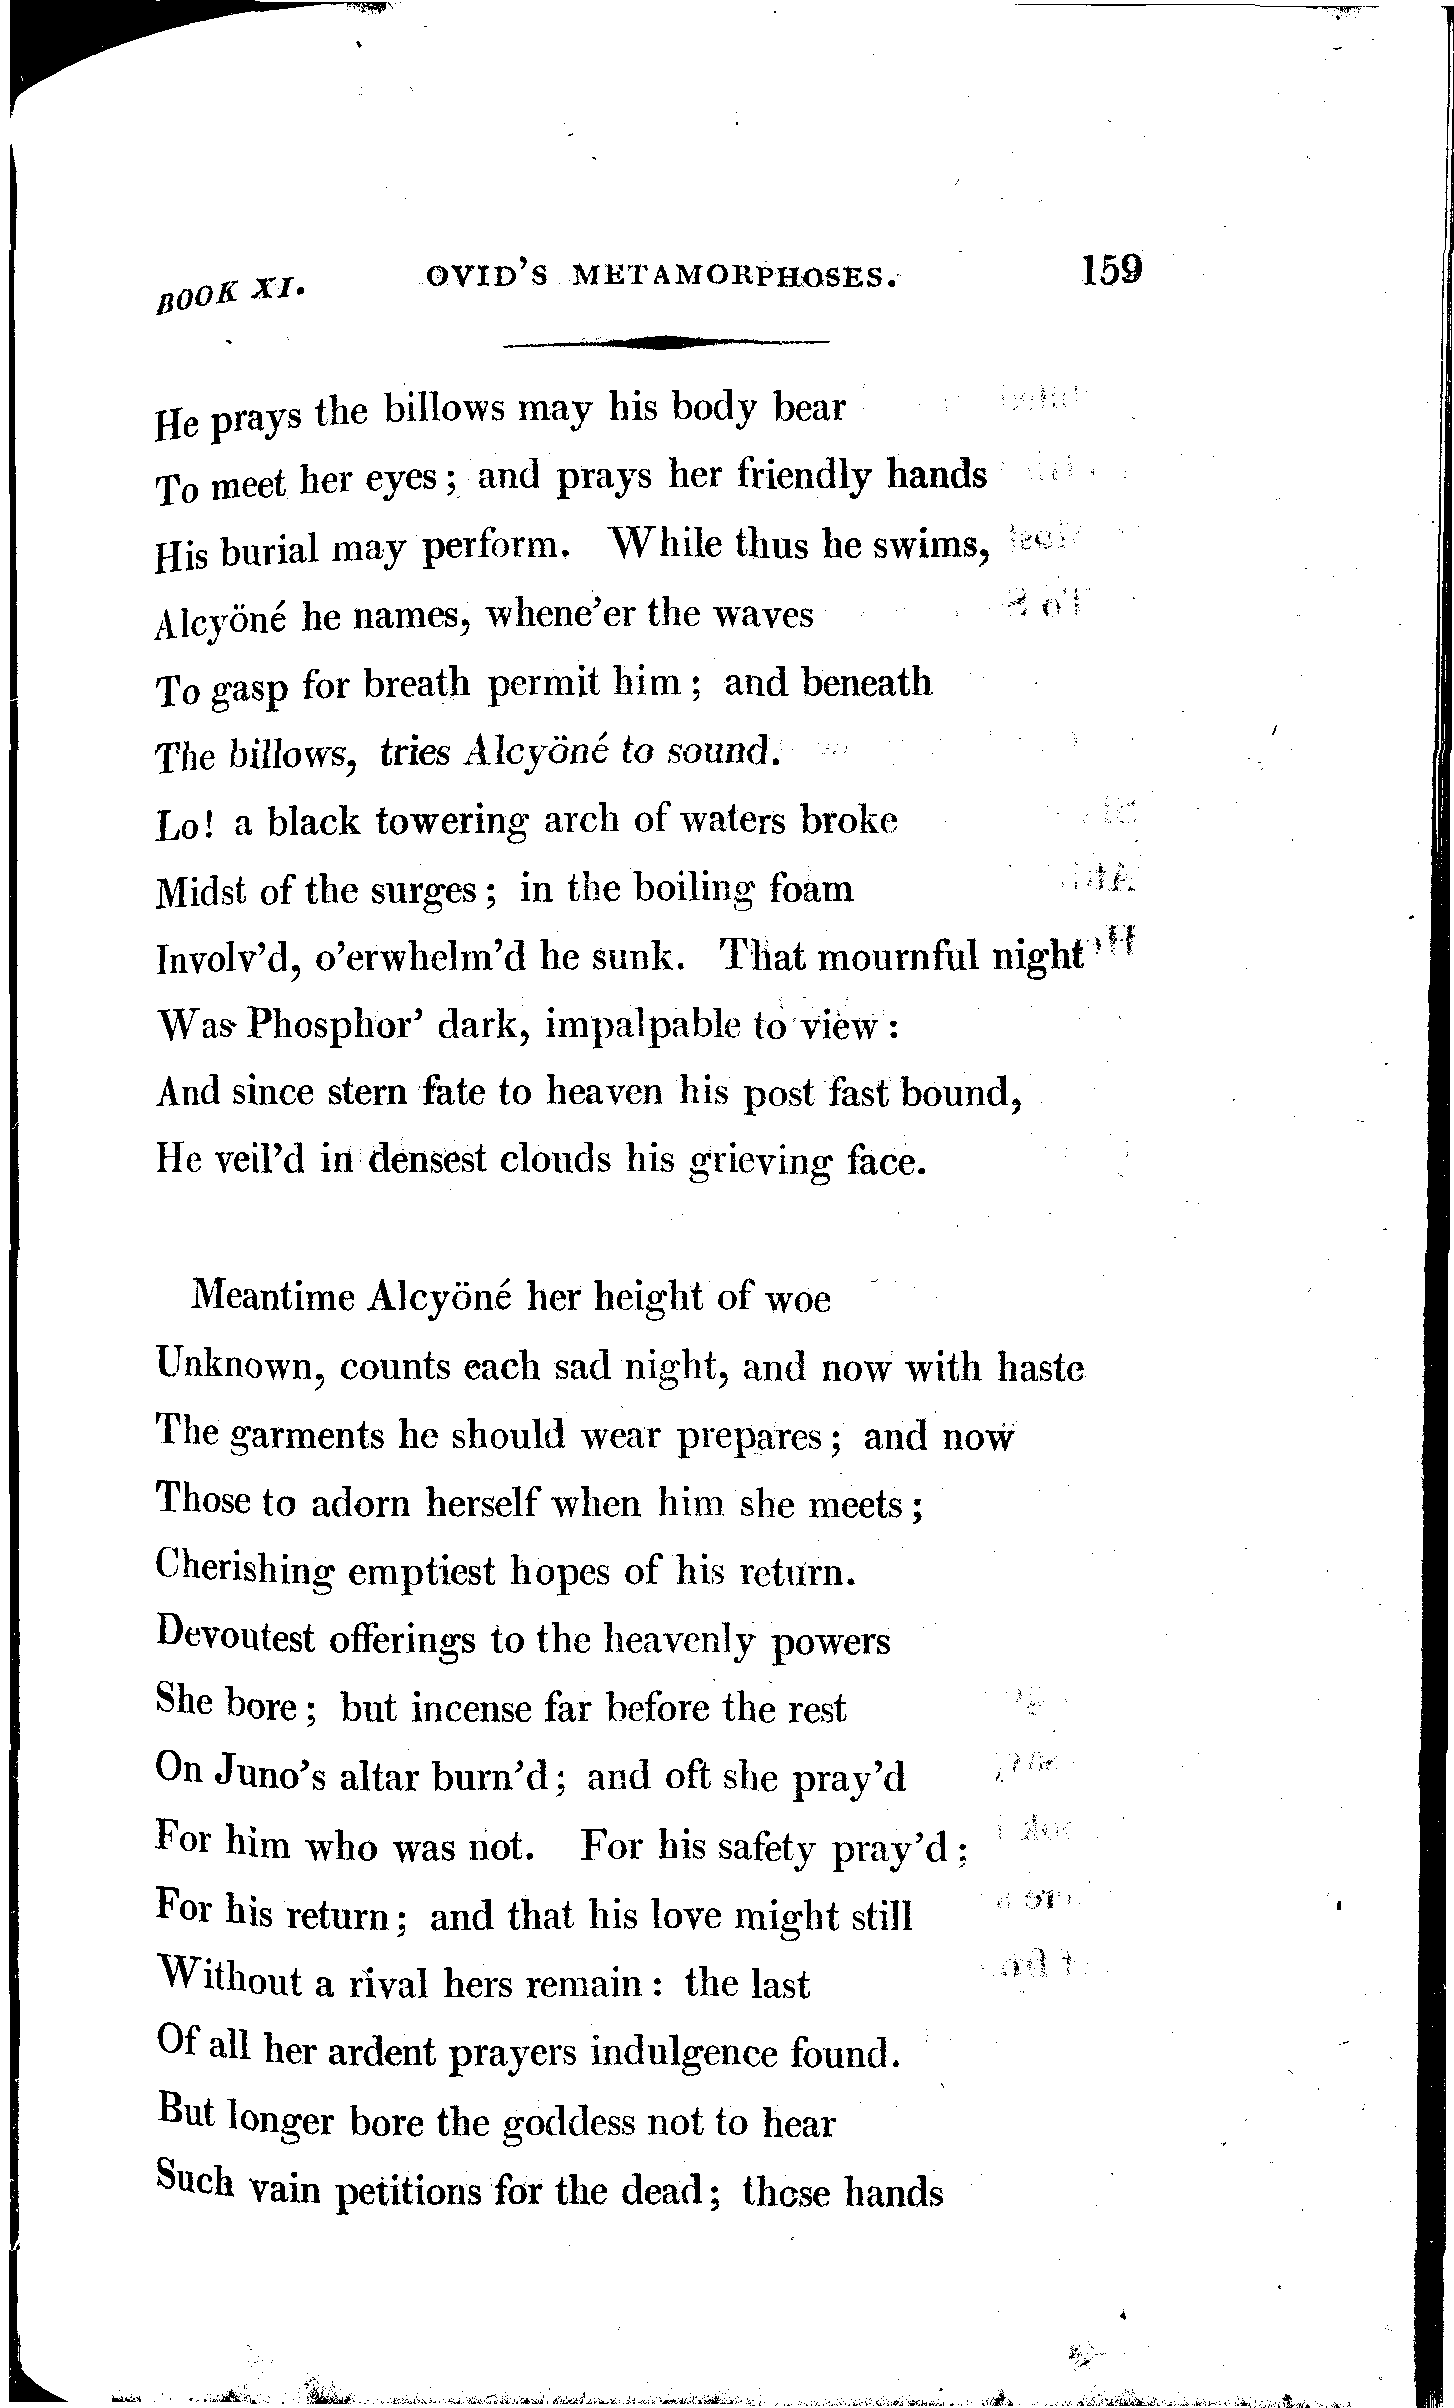 BOOK XI. OVID'S METAMORPHOSES. 159
He prays the billows may his body bear
To meet her eyes; and prays her friendly hands
His burial may perform. While thus he swims,
Alcyöné he names, whene'er the waves
To gasp for breath permit him; and beneath
The billows, tries Alcyöné to sound.
Lo! a black towering arch of waters broke
Midst of the surges; in the boiling foam
Involv'd, o'erwhelm'd he sunk. That mournful night
Was Phosphor' dark, impalpable to view:
And since stern fate to heaven his post fast bound,
He veil'd in densest clouds his grieving face.
Meantime Alcyöné her height of woe
Unknown, counts each sad night, and now with haste
The garments he should wear prepares; and now
Those to adorn herself when him she meets;
Cherishing emptiest hopes of his return.
Devoutest offerings to the heavenly powers
She bore; but incense far before the rest
On Juno's altar burn'd; and oft she pray'd
For him who was not. For his safety pray'd;
For his return; and that his love might still
Without a rival hers remain: the last
Of all her ardent prayers indulgence found.
But longer bore the goddess not to hear
Such vain petitions for the dead; those hands